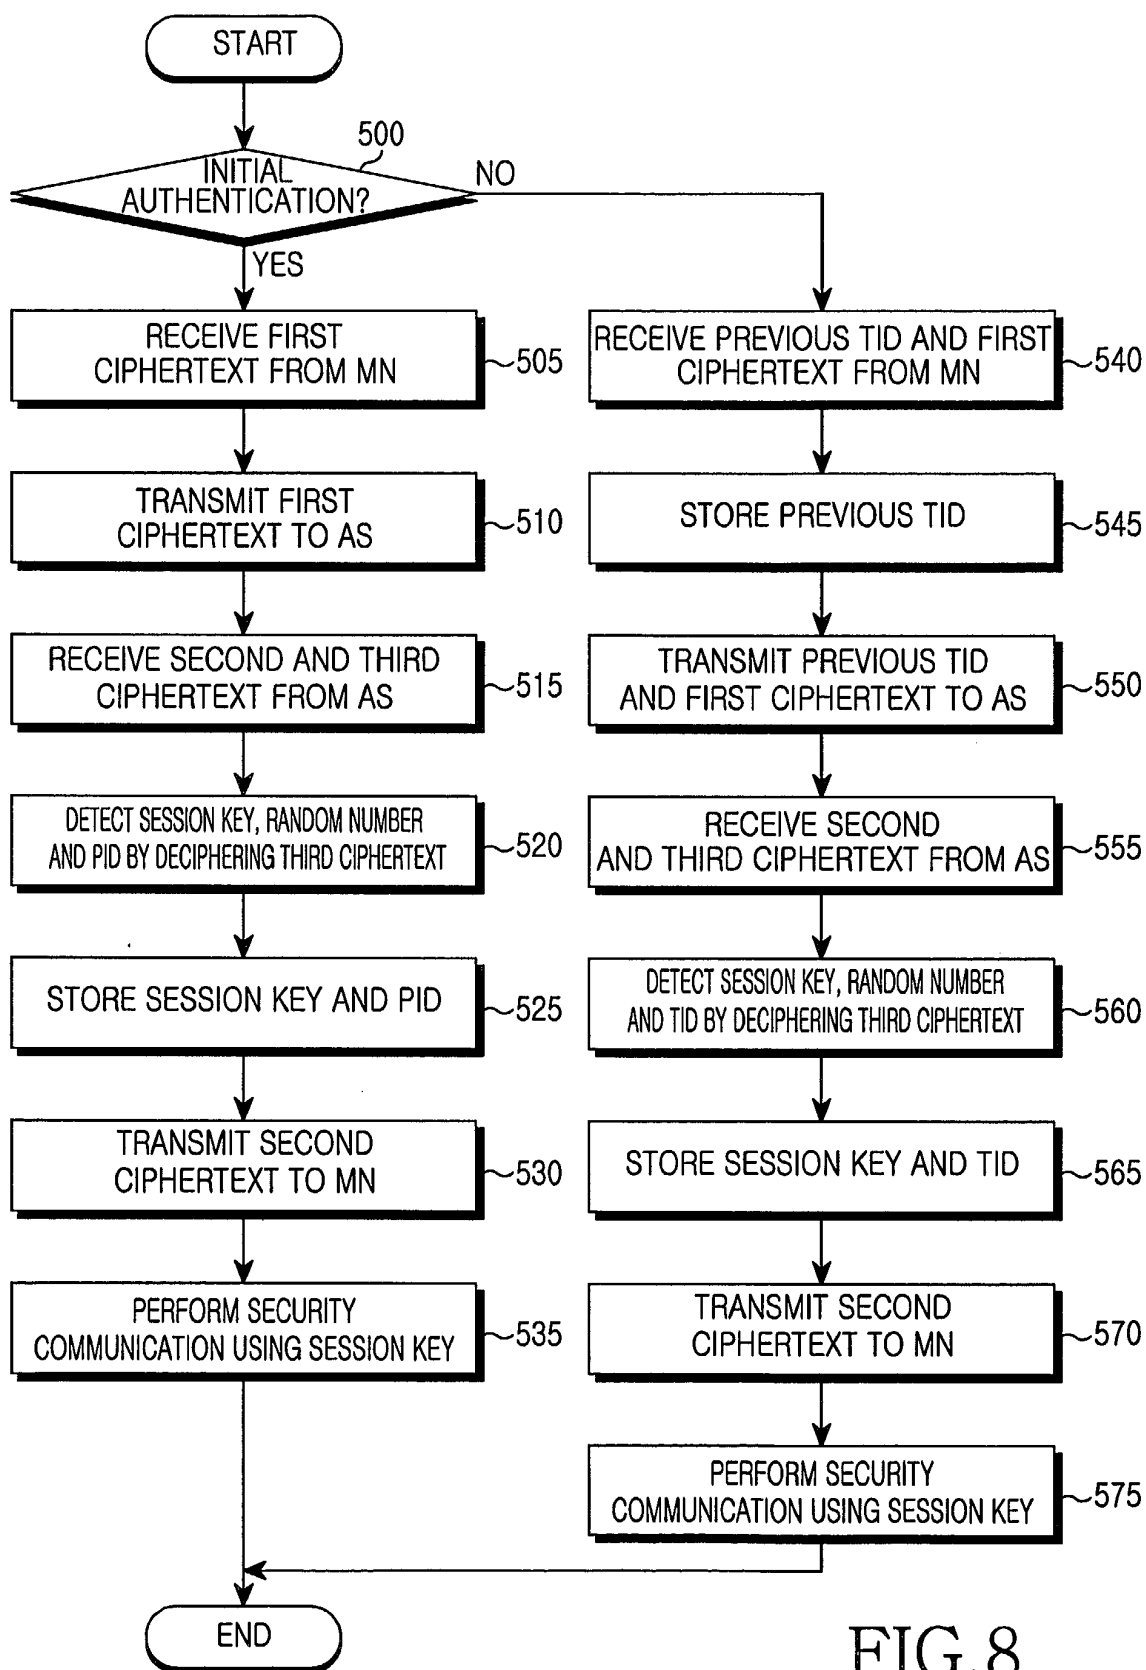 START
500
INITIAL
AUTHENTICATION?
NO
YES
RECEIVE FIRST
CIPHERTEXT FROM MN
505
TRANSMIT FIRST
CIPHERTEXT TO AS
510
RECEIVE SECOND AND THIRD
CIPHERTEXT FROM AS
515
DETECT SESSION KEY, RANDOM NUMBER
AND PID BY DECIPHERING THIRD CIPHERTEXT
520
STORE SESSION KEY AND PID
525
TRANSMIT SECOND
CIPHERTEXT TO MN
530
PERFORM SECURITY
COMMUNICATION USING SESSION KEY
535
RECEIVE PREVIOUS TID AND FIRST
CIPHERTEXT FROM MN
540
STORE PREVIOUS TID
545
TRANSMIT PREVIOUS TID
AND FIRST CIPHERTEXT TO AS
550
RECEIVE SECOND
AND THIRD CIPHERTEXT FROM AS
555
DETECT SESSION KEY, RANDOM NUMBER
AND TID BY DECIPHERING THIRD CIPHERTEXT
560
STORE SESSION KEY AND TID
565
TRANSMIT SECOND
CIPHERTEXT TO MN
570
PERFORM SECURITY
COMMUNICATION USING SESSION KEY
575
END
FIG.8